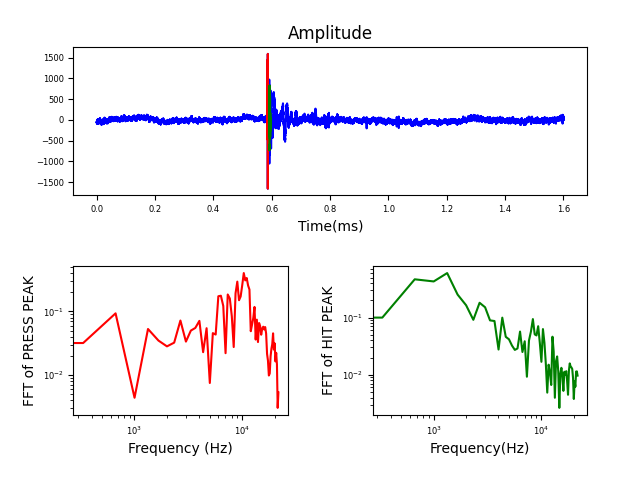 Amplitude
1500
1000
500
0
−500
−1000
−1500
0.0 0.2 0.4 0.6 0.8 1.0 1.2 1.4 1.6
Time(ms)
FFT of PRESS PEAK
10⁻¹
10⁻²
10³ 10⁴
Frequency (Hz)
FFT of HIT PEAK
10⁻¹
10⁻²
10³ 10⁴
Frequency(Hz)